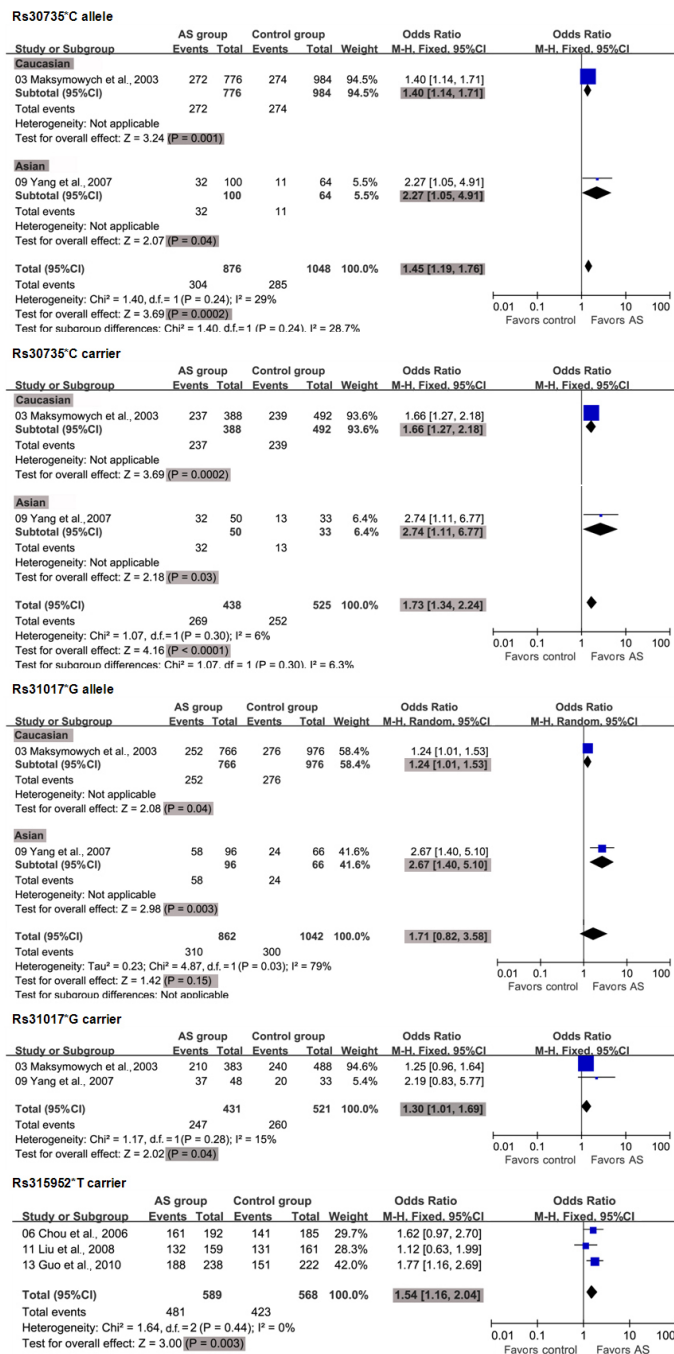 Rs30735*C allele
AS group Control group Odds Ratio Odds Ratio
Study or Subgroup Events Total Events Total Weight M-H. Fixed. 95%CI M-H. Fixed. 95%CI
Caucasian
03 Maksymowych et al., 2003 272 776 274 984 94.5% 1.40 [1.14, 1.71]
Subtotal (95%CI) 776 984 94.5% 1.40 [1.14, 1.71]
Total events 272 274
Heterogeneity: Not applicable
Test for overall effect: Z = 3.24 (P = 0.001)
Asian
09 Yang et al., 2007 32 100 11 64 5.5% 2.27 [1.05, 4.91]
Subtotal (95%CI) 100 64 5.5% 2.27 [1.05, 4.91]
Total events 32 11
Heterogeneity: Not applicable
Test for overall effect: Z = 2.07 (P = 0.04)
Total (95%CI) 876 1048 100.0% 1.45 [1.19, 1.76]
Total events 304 285
Heterogeneity: Chi² = 1.40, d.f.= 1 (P = 0.24); I² = 29%
Test for overall effect: Z = 3.69 (P = 0.0002)
Test for subgroup differences: Chi² = 1.40, d.f.=1 (P = 0.24), I² = 28.7%
0.01 0.1 1 10 100
Favors control Favors AS
Rs30735*C carrier
AS group Control group Odds Ratio Odds Ratio
Study or Subgroup Events Total Events Total Weight M-H. Fixed. 95%CI M-H. Fixed. 95%CI
Caucasian
03 Maksymowych et al., 2003 237 388 239 492 93.6% 1.66 [1.27, 2.18]
Subtotal (95%CI) 388 492 93.6% 1.66 [1.27, 2.18]
Total events 237 239
Heterogeneity: Not applicable
Test for overall effect: Z = 3.69 (P = 0.0002)
Asian
09 Yang et al., 2007 32 50 13 33 6.4% 2.74 [1.11, 6.77]
Subtotal (95%CI) 50 33 6.4% 2.74 [1.11, 6.77]
Total events 32 13
Heterogeneity: Not applicable
Test for overall effect: Z = 2.18 (P = 0.03)
Total (95%CI) 438 525 100.0% 1.73 [1.34, 2.24]
Total events 269 252
Heterogeneity: Chi² = 1.07, d.f.= 1 (P = 0.30); I² = 6%
Test for overall effect: Z = 4.16 (P < 0.0001)
Test for subgroup differences: Chi² = 1.07, df = 1 (P = 0.30), I² = 6.3%
0.01 0.1 1 10 100
Favors control Favors AS
Rs31017*G allele
AS group Control group Odds Ratio Odds Ratio
Study or Subgroup Events Total Events Total Weight M-H. Random. 95%CI M-H. Random. 95%CI
Caucasian
03 Maksymowych et al., 2003 252 766 276 976 58.4% 1.24 [1.01, 1.53]
Subtotal (95%CI) 766 976 58.4% 1.24 [1.01, 1.53]
Total events 252 276
Heterogeneity: Not applicable
Test for overall effect: Z = 2.08 (P = 0.04)
Asian
09 Yang et al., 2007 58 96 24 66 41.6% 2.67 [1.40, 5.10]
Subtotal (95%CI) 96 66 41.6% 2.67 [1.40, 5.10]
Total events 58 24
Heterogeneity: Not applicable
Test for overall effect: Z = 2.98 (P = 0.003)
Total (95%CI) 862 1042 100.0% 1.71 [0.82, 3.58]
Total events 310 300
Heterogeneity: Tau² = 0.23; Chi² = 4.87, d.f.= 1 (P = 0.03); I² = 79%
Test for overall effect: Z = 1.42 (P = 0.15)
Test for subgroup differences: Not applicable
0.01 0.1 1 10 100
Favors control Favors AS
Rs31017*G carrier
AS group Control group Odds Ratio Odds Ratio
Study or Subgroup Events Total Events Total Weight M-H. Fixed. 95%CI M-H. Fixed. 95%CI
03 Maksymowych et al., 2003 210 383 240 488 94.6% 1.25 [0.96, 1.64]
09 Yang et al., 2007 37 48 20 33 5.4% 2.19 [0.83, 5.77]
Total (95%CI) 431 521 100.0% 1.30 [1.01, 1.69]
Total events 247 260
Heterogeneity: Chi² = 1.17, d.f.= 1 (P = 0.28); I² = 15%
Test for overall effect: Z = 2.02 (P = 0.04)
0.01 0.1 1 10 100
Favors control Favors AS
Rs315952*T carrier
AS group Control group Odds Ratio Odds Ratio
Study or Subgroup Events Total Events Total Weight M-H. Fixed. 95%CI M-H. Fixed. 95%CI
06 Chou et al., 2006 161 192 141 185 29.7% 1.62 [0.97, 2.70]
11 Liu et al., 2008 132 159 131 161 28.3% 1.12 [0.63, 1.99]
13 Guo et al., 2010 188 238 151 222 42.0% 1.77 [1.16, 2.69]
Total (95%CI) 589 568 100.0% 1.54 [1.16, 2.04]
Total events 481 423
Heterogeneity: Chi² = 1.64, d.f.= 2 (P = 0.44); I² = 0%
Test for overall effect: Z = 3.00 (P = 0.003)
0.01 0.1 1 10 100
Favors control Favors AS